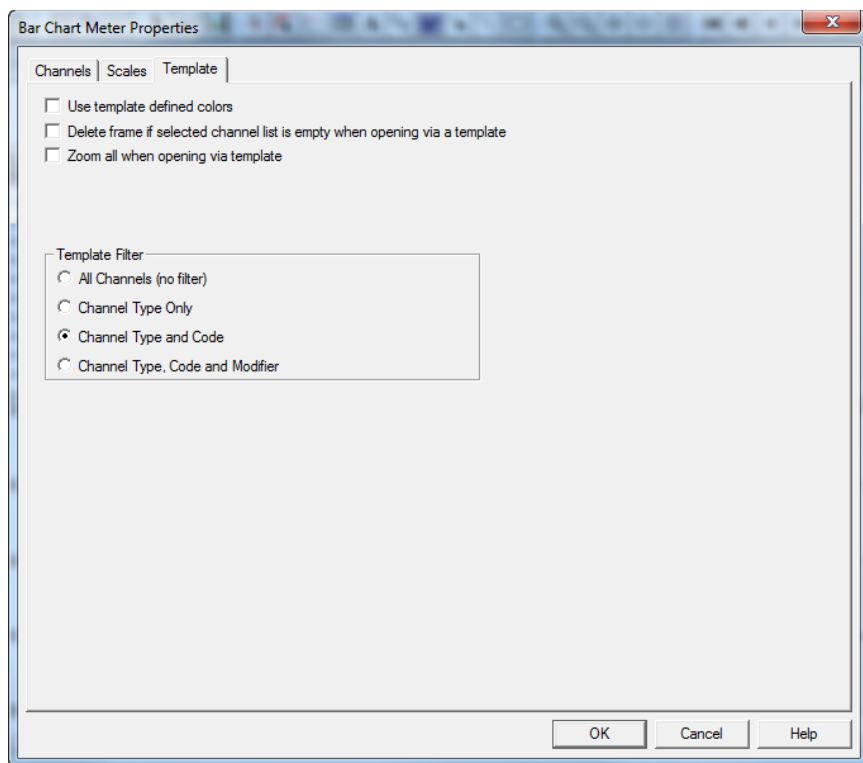 Bar Chart Meter Properties
Channels Scales Template
Use template defined colors
Delete frame if selected channel list is empty when opening via a template
Zoom all when opening via template
Template Filter
All Channels (no filter)
Channel Type Only
Channel Type and Code
Channel Type, Code and Modifier
OK Cancel Help